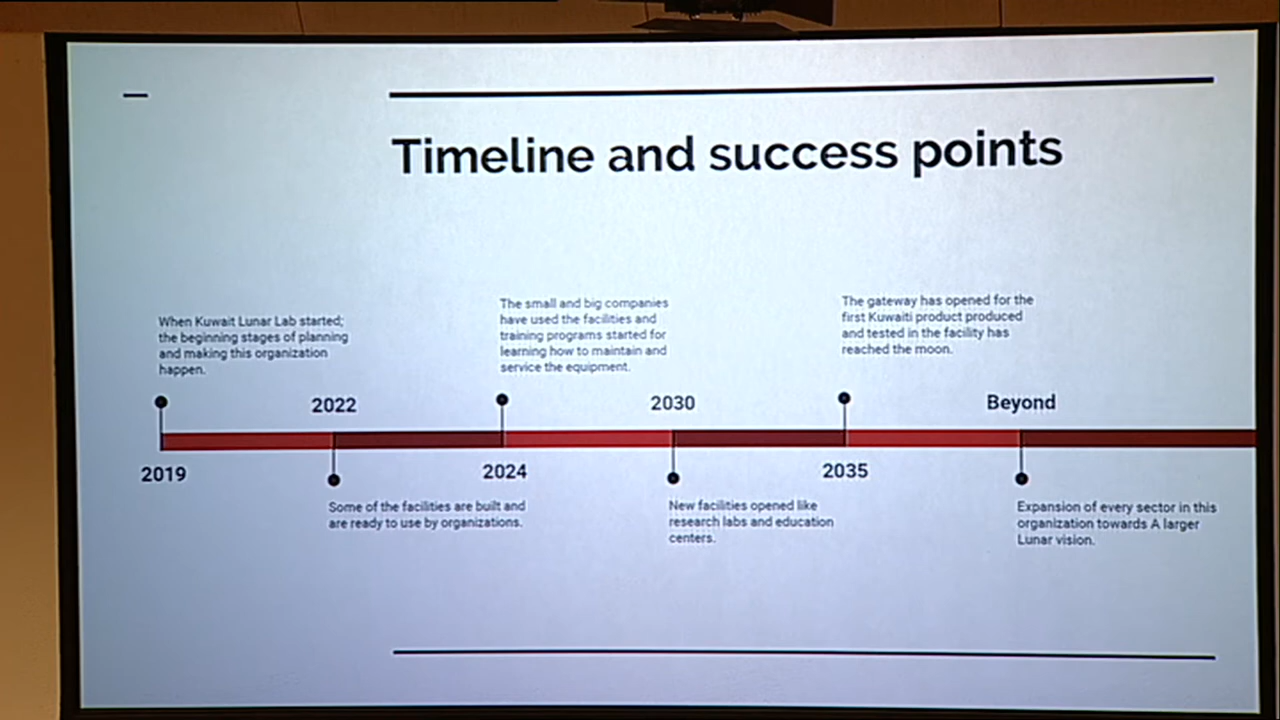 Timeline and success points
When Kuwait Lunar Lab started;
the beginning stages of planning
and making this organization
happen.
2019
2022
Some of the facilities are built and
are ready to use by organizations.
The small and big companies
have used the facilities and
training programs started for
learning how to maintain and
service the equipment.
2024
2030
New facilities opened like
research labs and education
centers.
The gateway has opened for the
first Kuwaiti product produced
and tested in the facility has
reached the moon.
2035
Beyond
Expansion of every sector in this
organization towards A larger
Lunar vision.